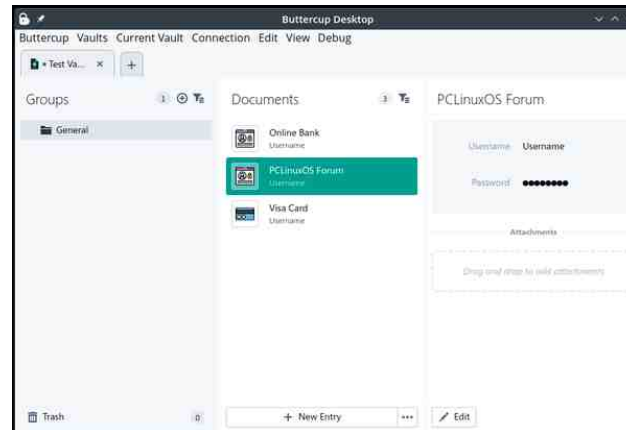 Buttercup Desktop
Buttercup Vaults Current Vault Connection Edit View Debug
• Test Va... × +
Groups 1
General
Trash 0
Documents 3
Online Bank
Username
PCLinuxOS Forum
Username
Visa Card
Username
+ New Entry •••
PCLinuxOS Forum
Username Username
Password ●●●●●●●●
Attachments
Drag and drop to add attachments
Edit